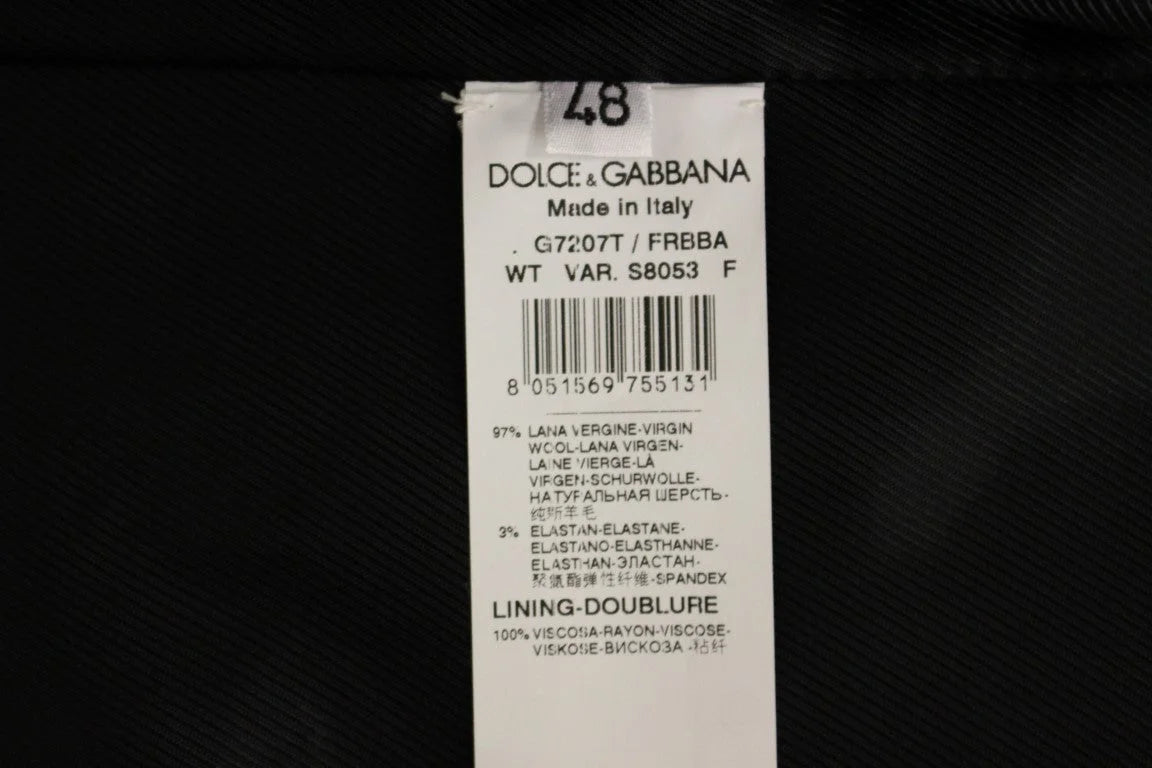 48
DOLCE & GABBANA
Made in Italy
. G7207T / FRBBA
WT VAR. S8053 F
8 051569 755131
97% LANA VERGINE-VIRGIN
WOOL-LANA VIRGEN-
LAINE VIERGE-LÀ
VIRGEN-SCHURWOLLE-
НАТУРАЛЬНАЯ ШЕРСТЬ-
纯新羊毛
3% ELASTAN-ELASTANE-
ELASTANO-ELASTHANNE-
ELASTHAN-ЭЛАСТАН-
聚氨酯弹性纤维-SPANDEX
LINING-DOUBLURE
100% VISCOSA-RAYON-VISCOSE-
VISKOSE-ВИСКОЗА -粘纤